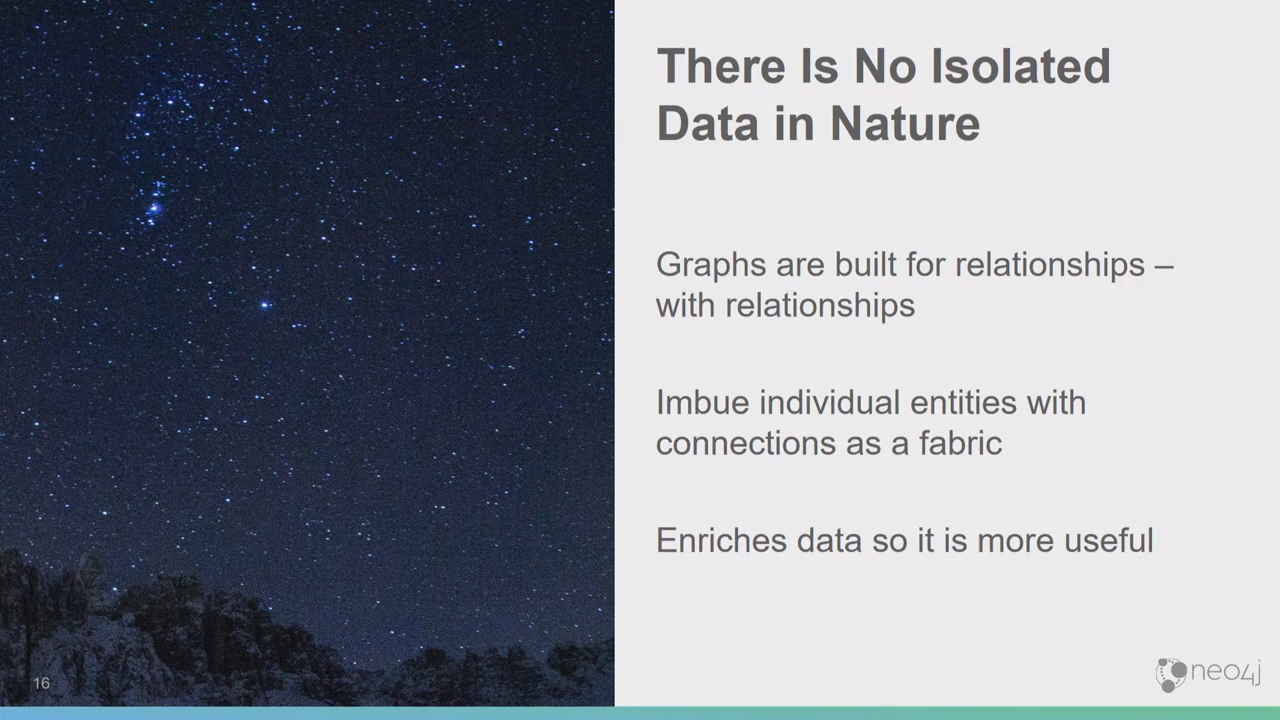 There Is No Isolated
Data in Nature
Graphs are built for relationships –
with relationships
Imbue individual entities with
connections as a fabric
Enriches data so it is more useful
16
neo4j